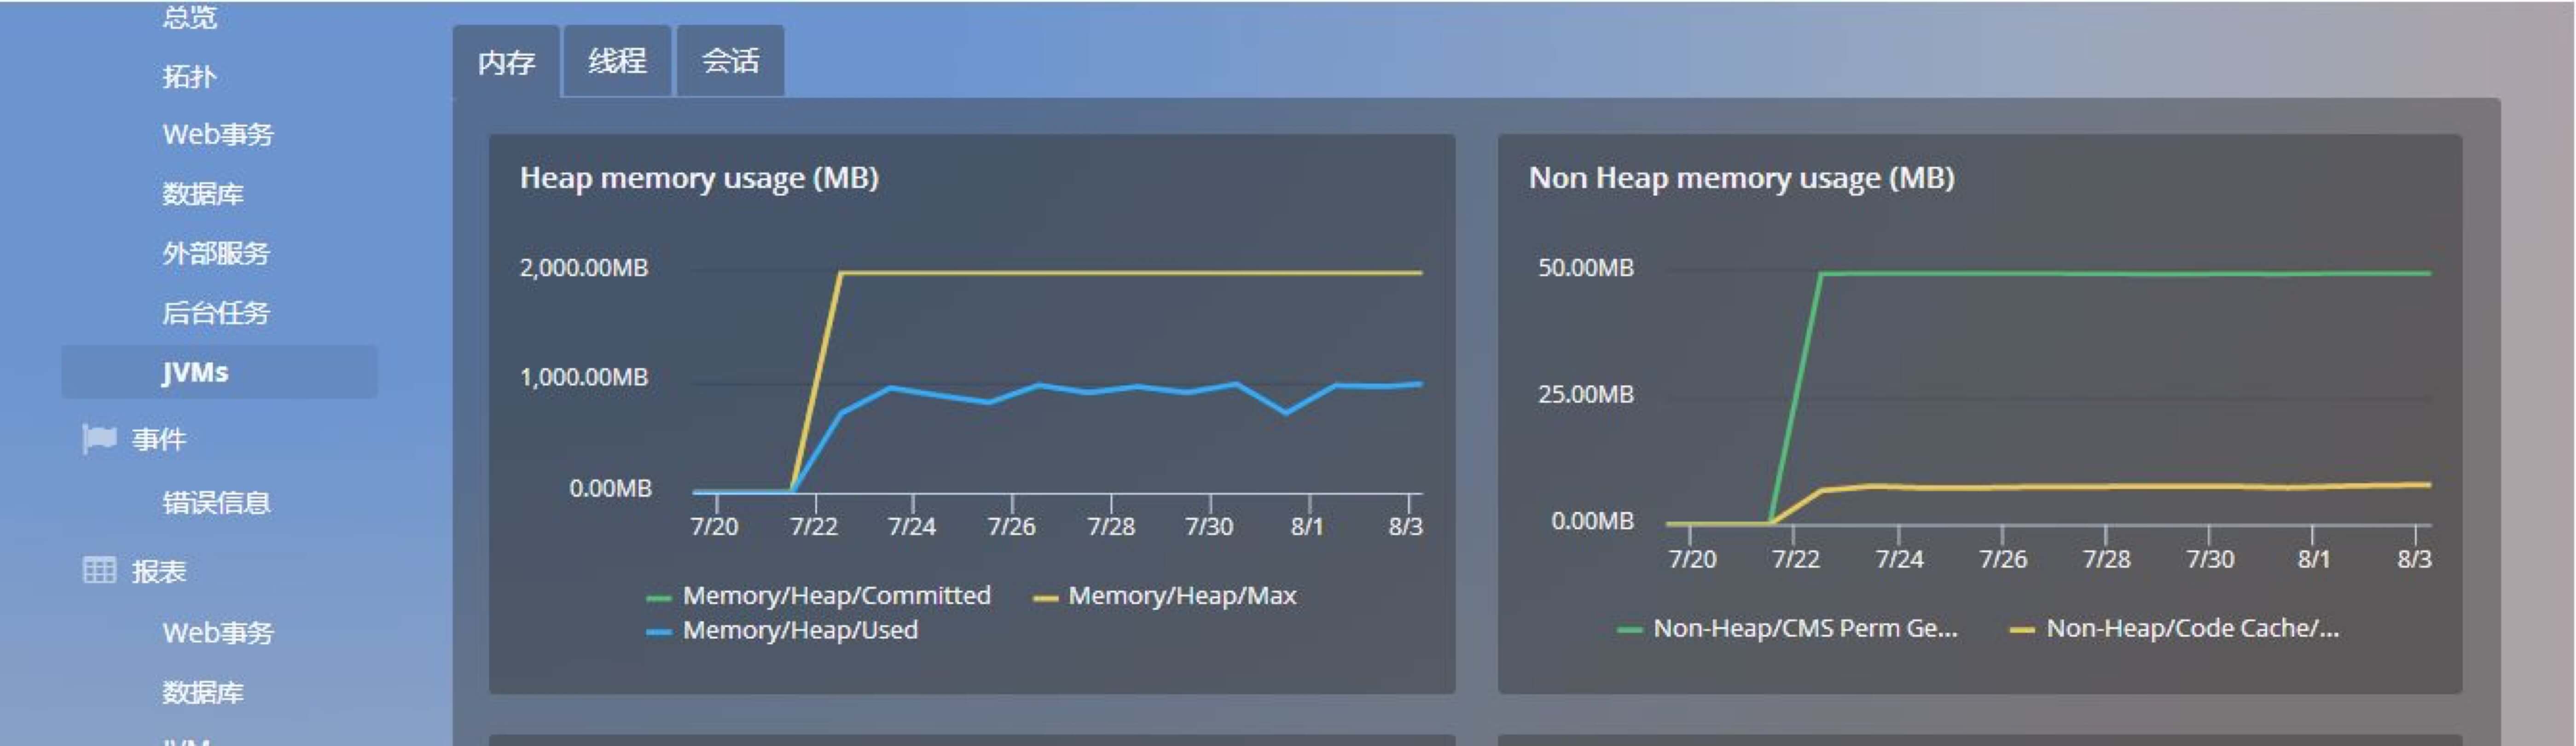 总览
拓扑
Web事务
数据库
外部服务
后台任务
JVMs
事件
错误信息
报表
Web事务
数据库
内存 线程 会话
Heap memory usage (MB)
2,000.00MB
1,000.00MB
0.00MB
7/20 7/22 7/24 7/26 7/28 7/30 8/1 8/3
Memory/Heap/Committed Memory/Heap/Max
Memory/Heap/Used
Non Heap memory usage (MB)
50.00MB
25.00MB
0.00MB
7/20 7/22 7/24 7/26 7/28 7/30 8/1 8/3
Non-Heap/CMS Perm Ge... Non-Heap/Code Cache/...